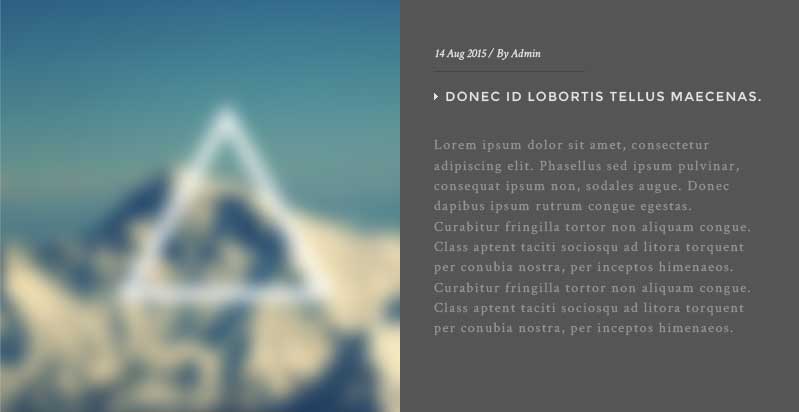 14 Aug 2015 / By Admin
DONEC ID LOBORTIS TELLUS MAECENAS.
Lorem ipsum dolor sit amet, consectetur
adipiscing elit. Phasellus sed ipsum pulvinar,
consequat ipsum non, sodales augue. Donec
dapibus ipsum rutrum congue egestas.
Curabitur fringilla tortor non aliquam congue.
Class aptent taciti sociosqu ad litora torquent
per conubia nostra, per inceptos himenaeos.
Curabitur fringilla tortor non aliquam congue.
Class aptent taciti sociosqu ad litora torquent
per conubia nostra, per inceptos himenaeos.